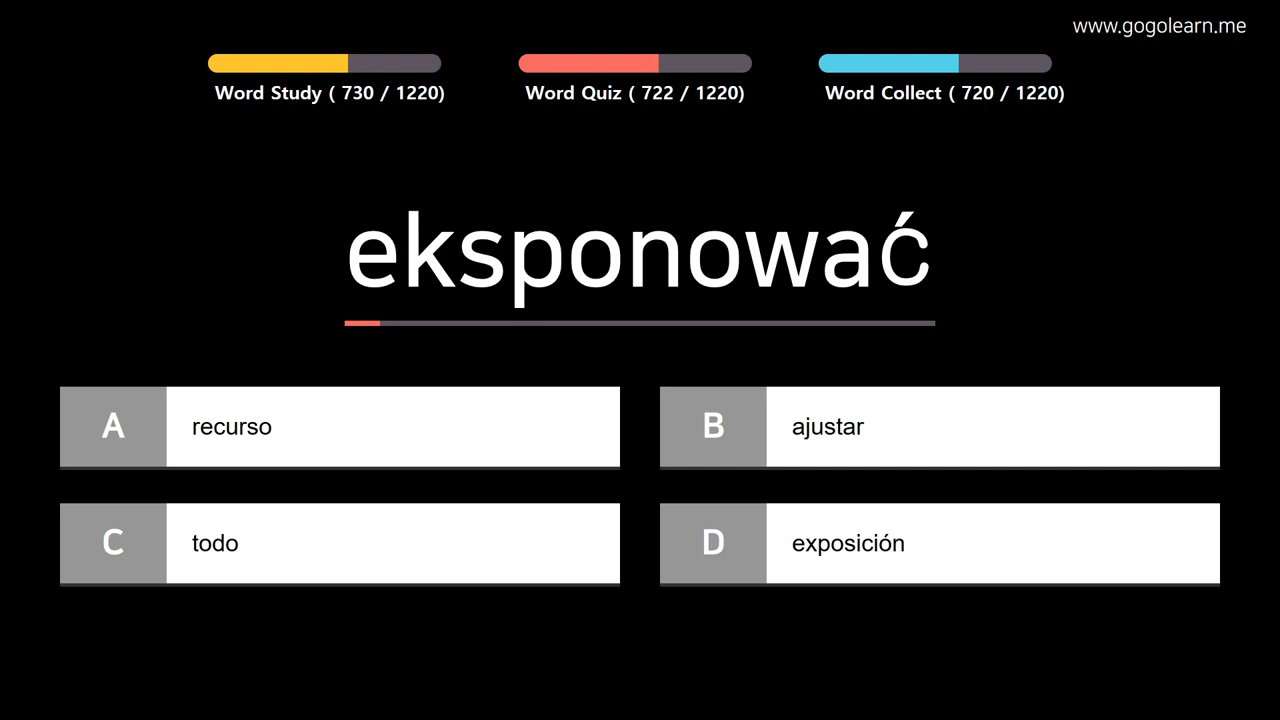 www.gogolearn.me
Word Study ( 730 / 1220)
Word Quiz ( 722 / 1220)
Word Collect ( 720 / 1220)
eksponować
A recurso
B ajustar
C todo
D exposición